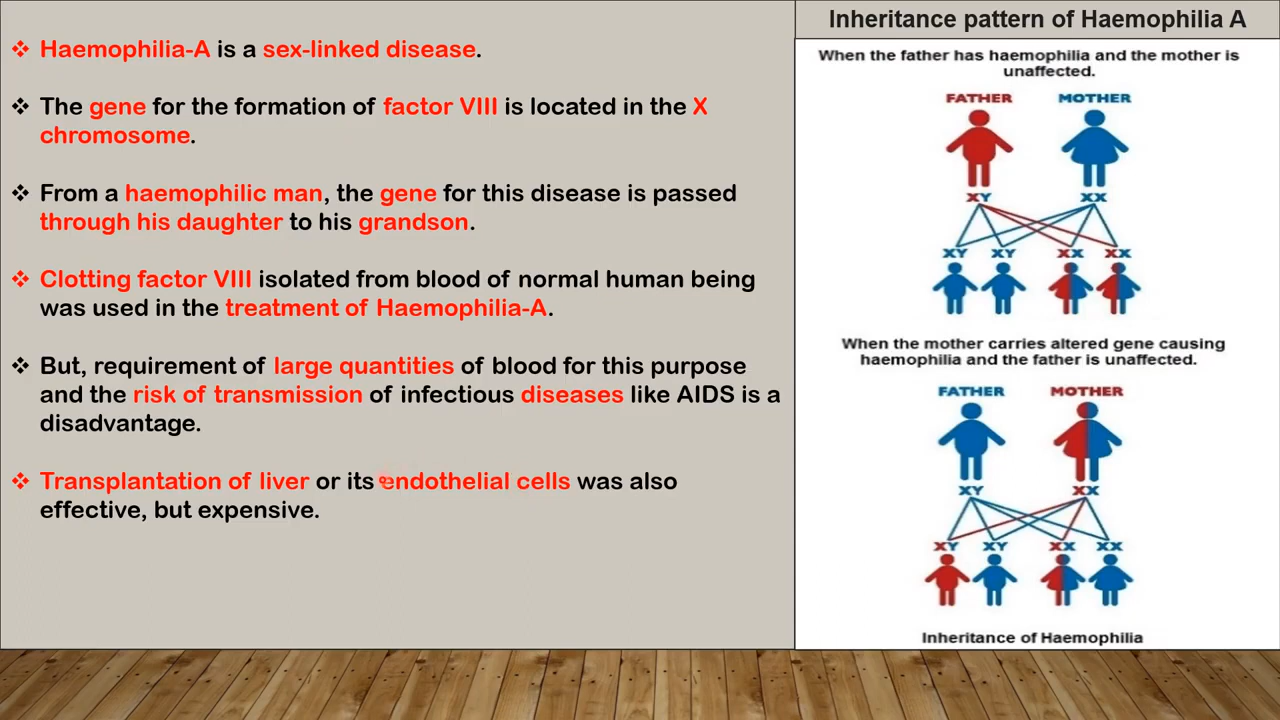 ❖ Haemophilia-A is a sex-linked disease.
❖ The gene for the formation of factor VIII is located in the X
chromosome.
❖ From a haemophilic man, the gene for this disease is passed
through his daughter to his grandson.
❖ Clotting factor VIII isolated from blood of normal human being
was used in the treatment of Haemophilia-A.
❖ But, requirement of large quantities of blood for this purpose
and the risk of transmission of infectious diseases like AIDS is a
disadvantage.
❖ Transplantation of liver or its endothelial cells was also
effective, but expensive.
Inheritance pattern of Haemophilia A
When the father has haemophilia and the mother is
unaffected.
FATHER MOTHER
XY XX
XY XY XX XX
When the mother carries altered gene causing
haemophilia and the father is unaffected.
FATHER MOTHER
XY XX
XY XY XX XX
Inheritance of Haemophilia